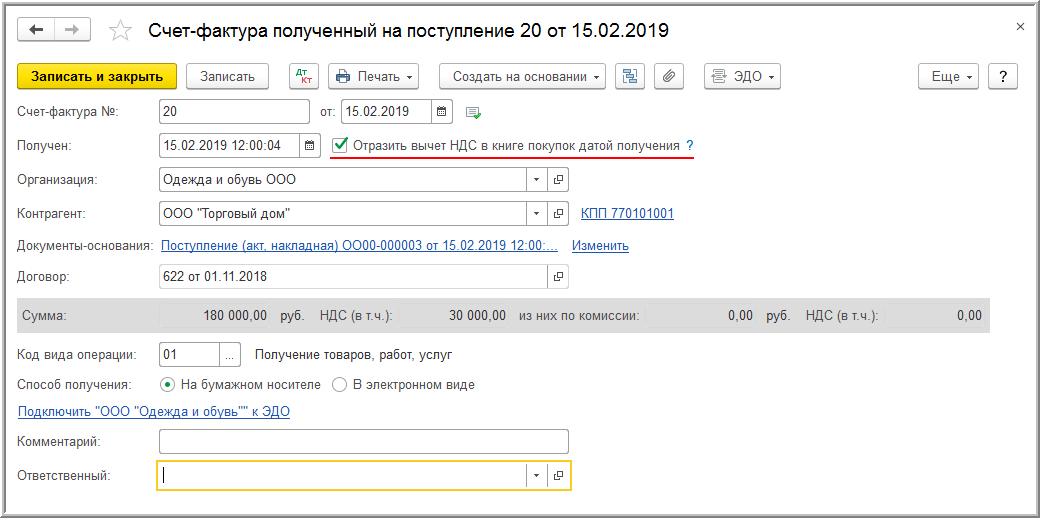 Счет-фактура полученный на поступление 20 от 15.02.2019
Записать и закрыть Записать Дт Кт Печать Создать на основании ЭДО Еще ?
Счет-фактура №: 20 от: 15.02.2019
Получен: 15.02.2019 12:00:04 Отразить вычет НДС в книге покупок датой получения ?
Организация: Одежда и обувь ООО
Контрагент: ООО "Торговый дом" КПП 770101001
Документы-основания: Поступление (акт, накладная) ОО00-000003 от 15.02.2019 12:00:... Изменить
Договор: 622 от 01.11.2018
Сумма: 180 000,00 руб. НДС (в т.ч.): 30 000,00 из них по комиссии: 0,00 руб. НДС (в т.ч.): 0,00
Код вида операции: 01 ... Получение товаров, работ, услуг
Способ получения: На бумажном носителе В электронном виде
Подключить "ООО "Одежда и обувь"" к ЭДО
Комментарий:
Ответственный: